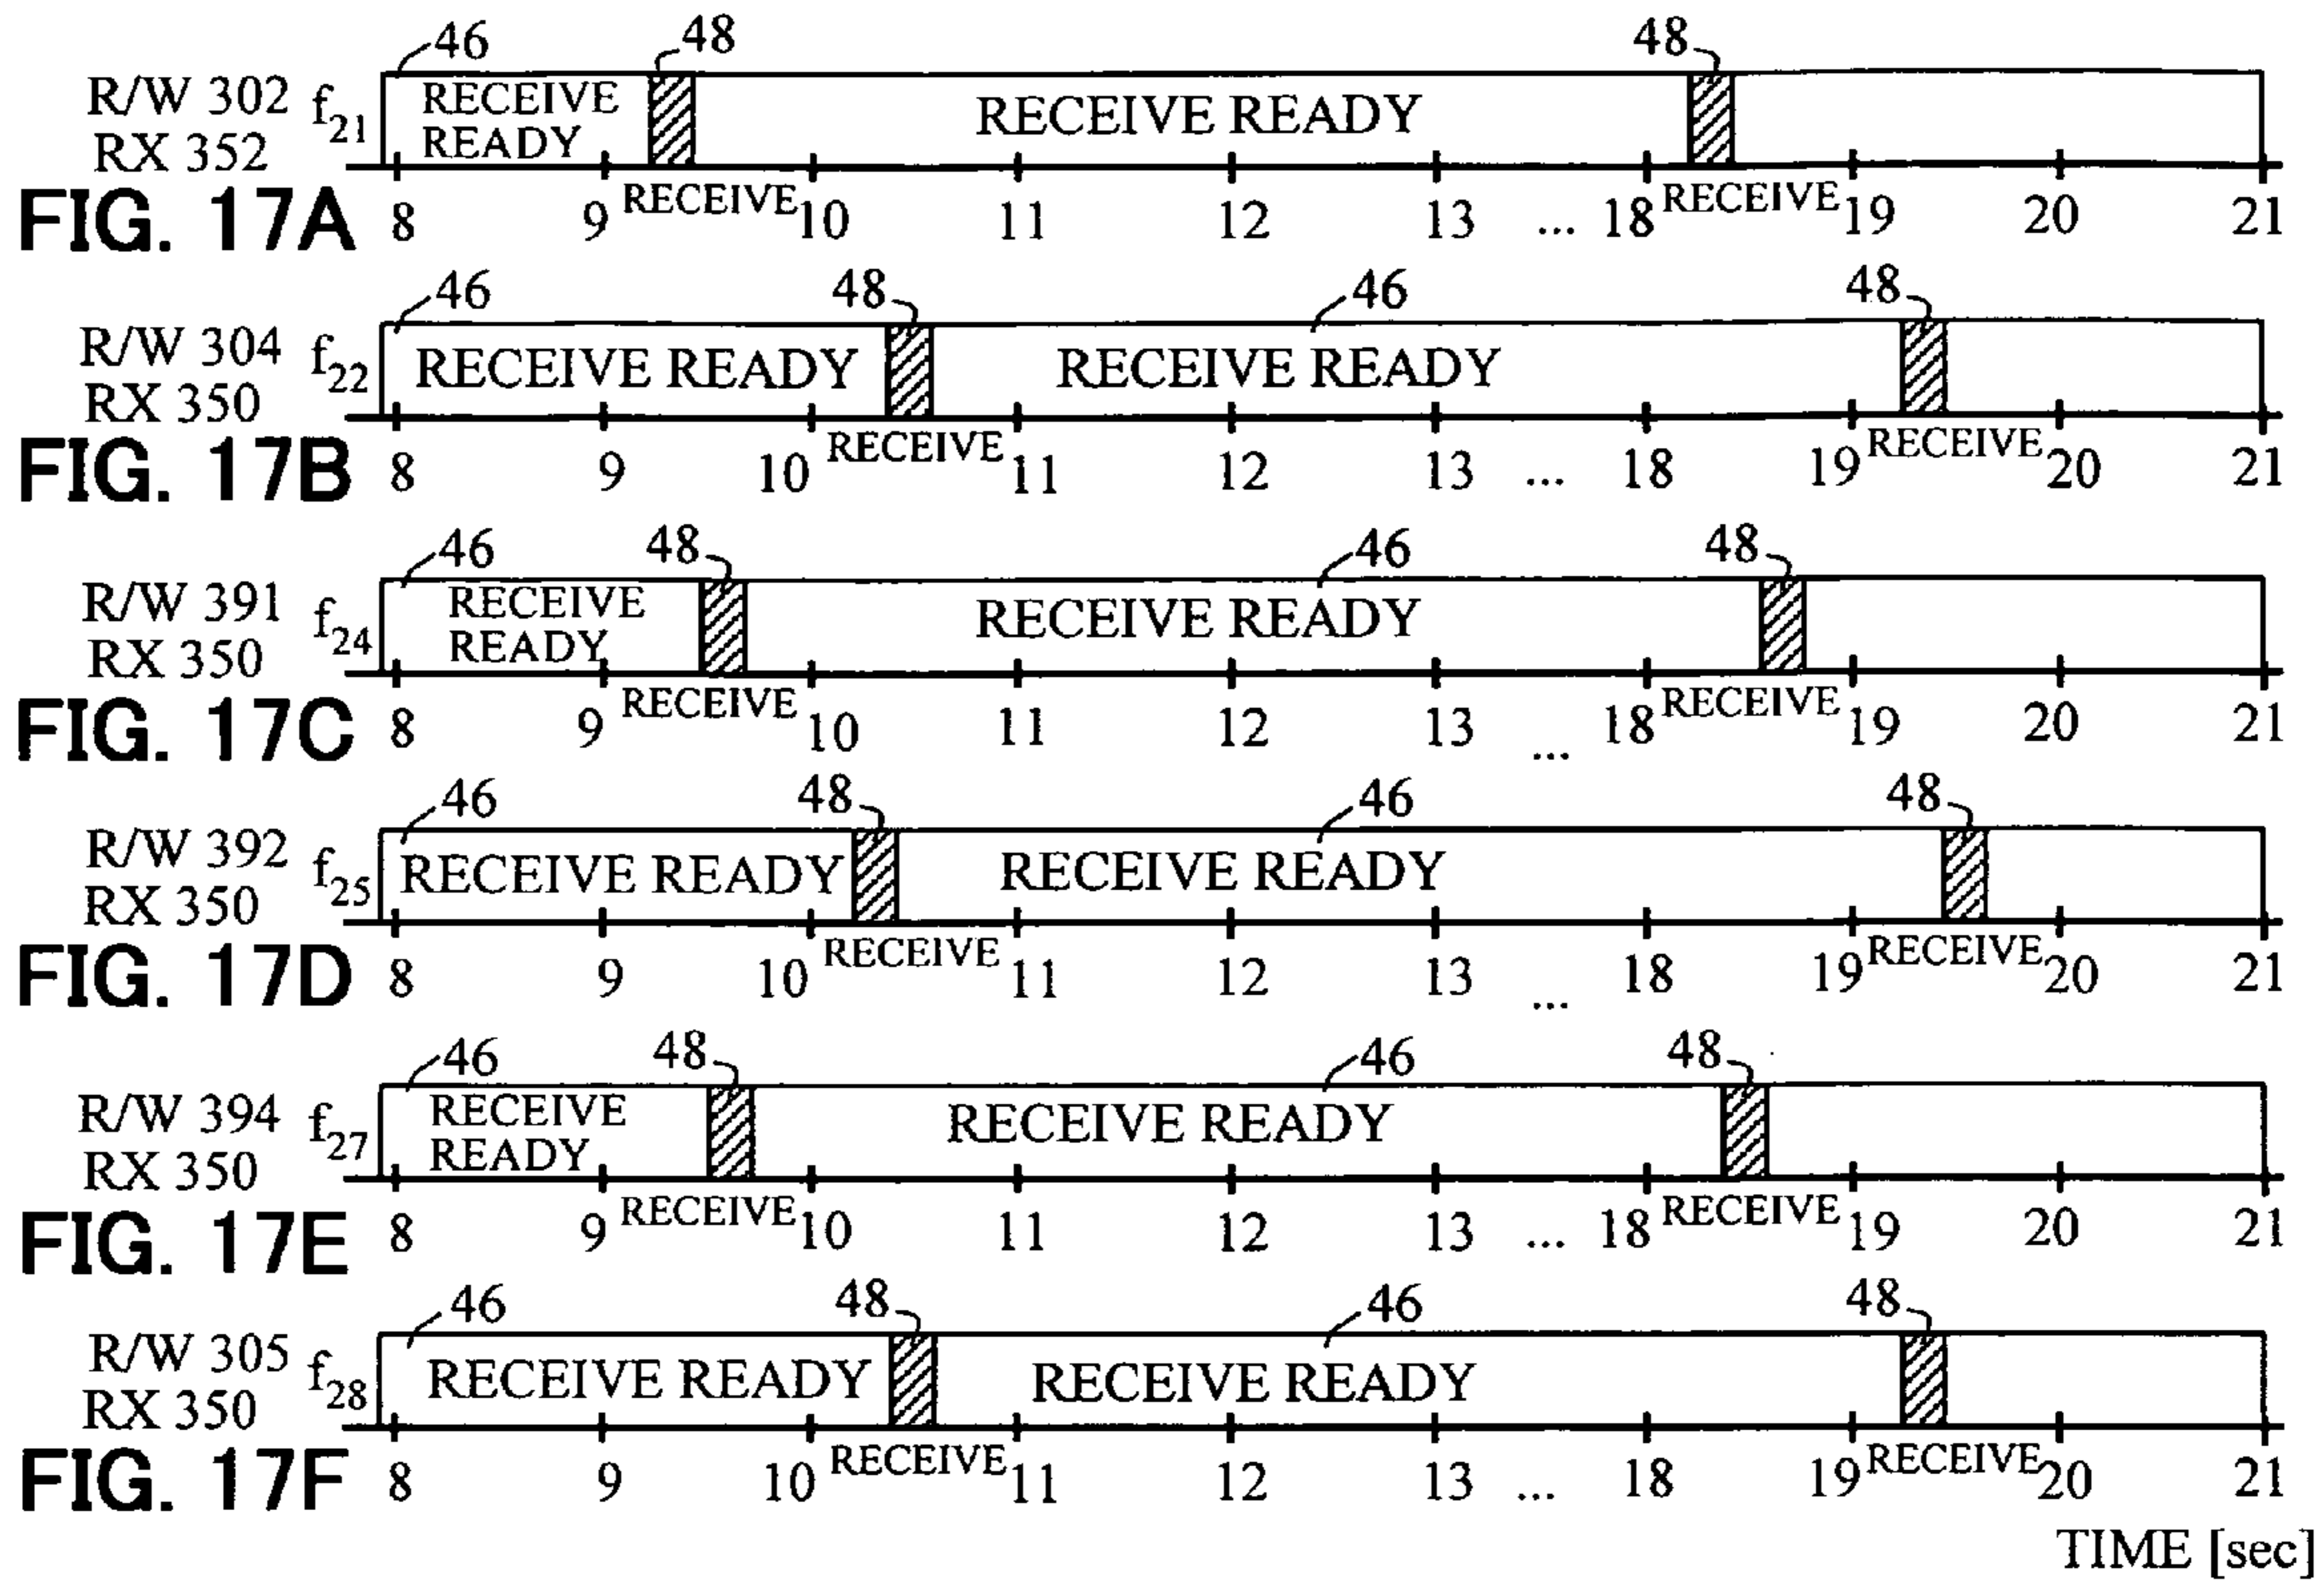 46 48 48
R/W 302 f21 RECEIVE READY RECEIVE READY
RX 352
FIG. 17A 8 9 RECEIVE 10 11 12 13 ... 18 RECEIVE 19 20 21
46 48 46 48
R/W 304 f22 RECEIVE READY RECEIVE READY
RX 350
FIG. 17B 8 9 10 RECEIVE 11 12 13 ... 18 19 RECEIVE 20 21
46 48 46 48
R/W 391 f24 RECEIVE READY RECEIVE READY
RX 350
FIG. 17C 8 9 RECEIVE 10 11 12 13 ... 18 RECEIVE 19 20 21
46 48 46 48
R/W 392 f25 RECEIVE READY RECEIVE READY
RX 350
FIG. 17D 8 9 10 RECEIVE 11 12 13 ... 18 19 RECEIVE 20 21
46 48 46 48
R/W 394 f27 RECEIVE READY RECEIVE READY
RX 350
FIG. 17E 8 9 RECEIVE 10 11 12 13 ... 18 RECEIVE 19 20 21
46 48 46 48
R/W 305 f28 RECEIVE READY RECEIVE READY
RX 350
FIG. 17F 8 9 10 RECEIVE 11 12 13 ... 18 19 RECEIVE 20 21
TIME [sec]